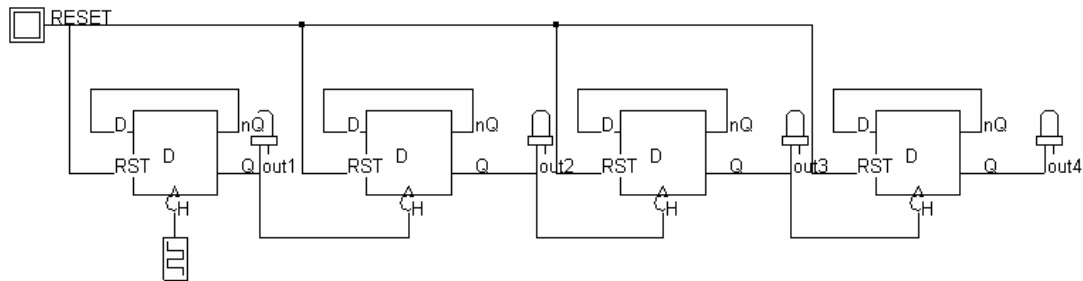 RESET
D nQ D nQ D nQ D nQ
D D D D
RST Q out1 RST Q out2 RST Q out3 RST Q out4
H H H H